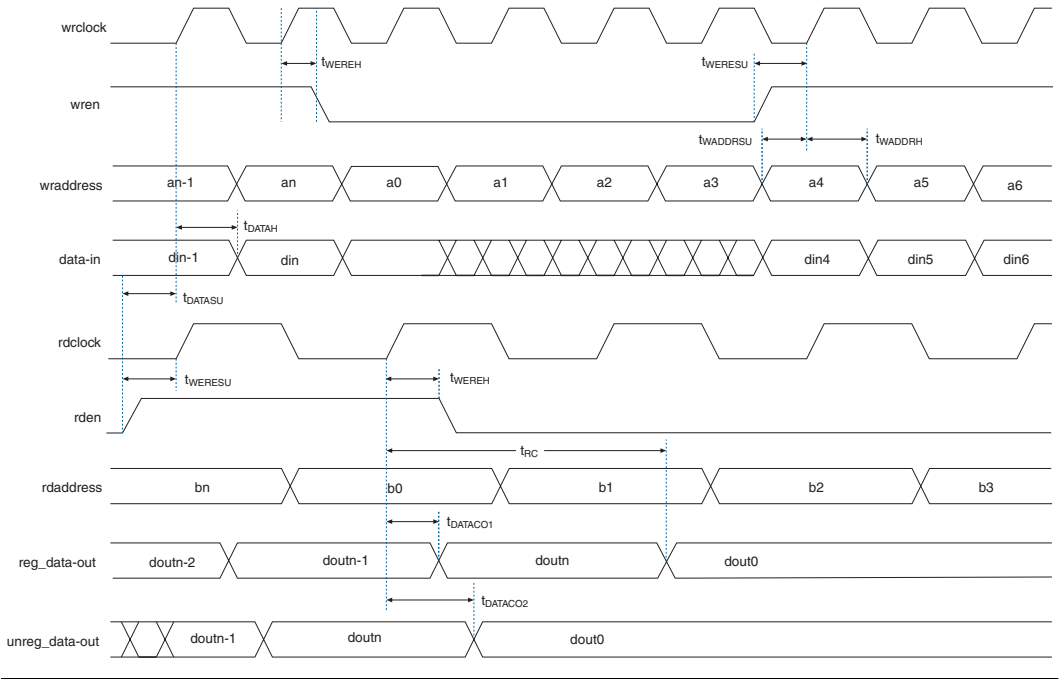 wrclock
tWEREH
tWERESU
wren
tWADDRSU
tWADDRH
wraddress
an-1 an a0 a1 a2 a3 a4 a5 a6
tDATAH
data-in
din-1 din din4 din5 din6
tDATASU
rdclock
tWERESU
tWEREH
rden
tRC
rdaddress
bn b0 b1 b2 b3
tDATACO1
reg_data-out
doutn-2 doutn-1 doutn dout0
tDATACO2
unreg_data-out
doutn-1 doutn dout0